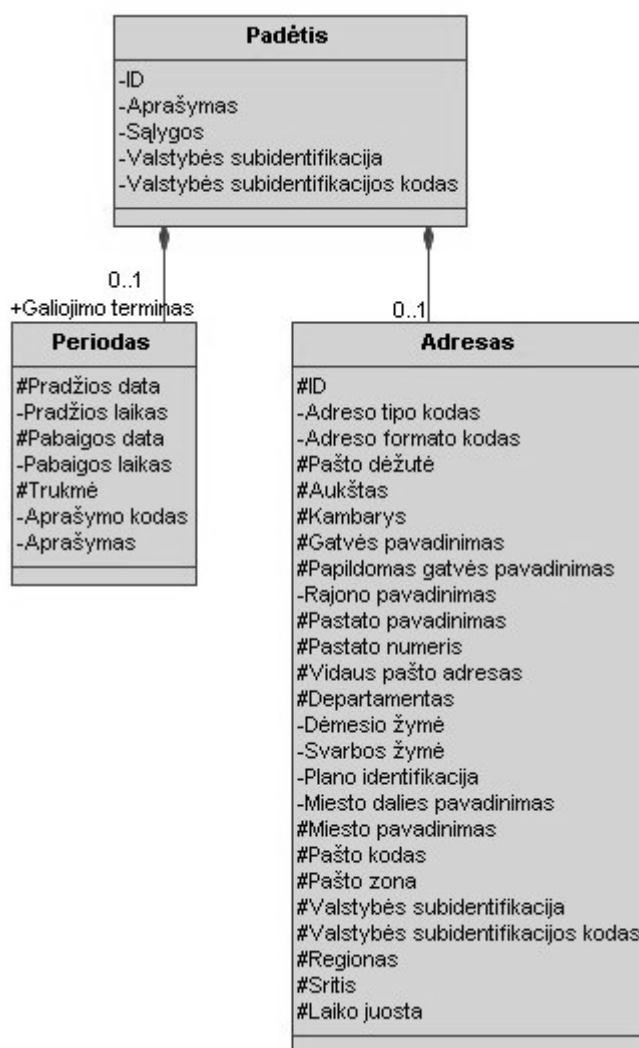 Padėtis
-ID
-Aprašymas
-Sąlygos
-Valstybės subidentifikacija
-Valstybės subidentifikacijos kodas
0..1
+Galiojimo terminas
0..1
Periodas
#Pradžios data
-Pradžios laikas
#Pabaigos data
-Pabaigos laikas
#Trukmė
-Aprašymo kodas
-Aprašymas
Adresas
#ID
-Adreso tipo kodas
-Adreso formato kodas
#Pašto dėžutė
#Aukštas
#Kambarys
#Gatvės pavadinimas
#Papildomas gatvės pavadinimas
-Rajono pavadinimas
#Pastato pavadinimas
#Pastato numeris
#Vidaus pašto adresas
#Departamentas
-Dėmesio žymė
-Svarbos žymė
-Plano identifikacija
-Miesto dalies pavadinimas
#Miesto pavadinimas
#Pašto kodas
#Pašto zona
#Valstybės subidentifikacija
#Valstybės subidentifikacijos kodas
#Regionas
#Sritis
#Laiko juosta